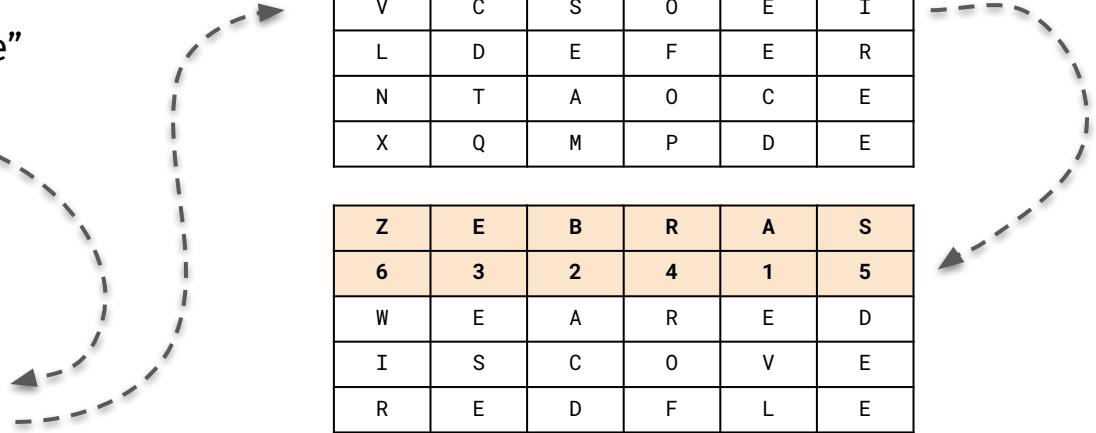 e”
V C S O E I
L D E F E R
N T A O C E
X Q M P D E
Z E B R A S
6 3 2 4 1 5
W E A R E D
I S C O V E
R E D F L E